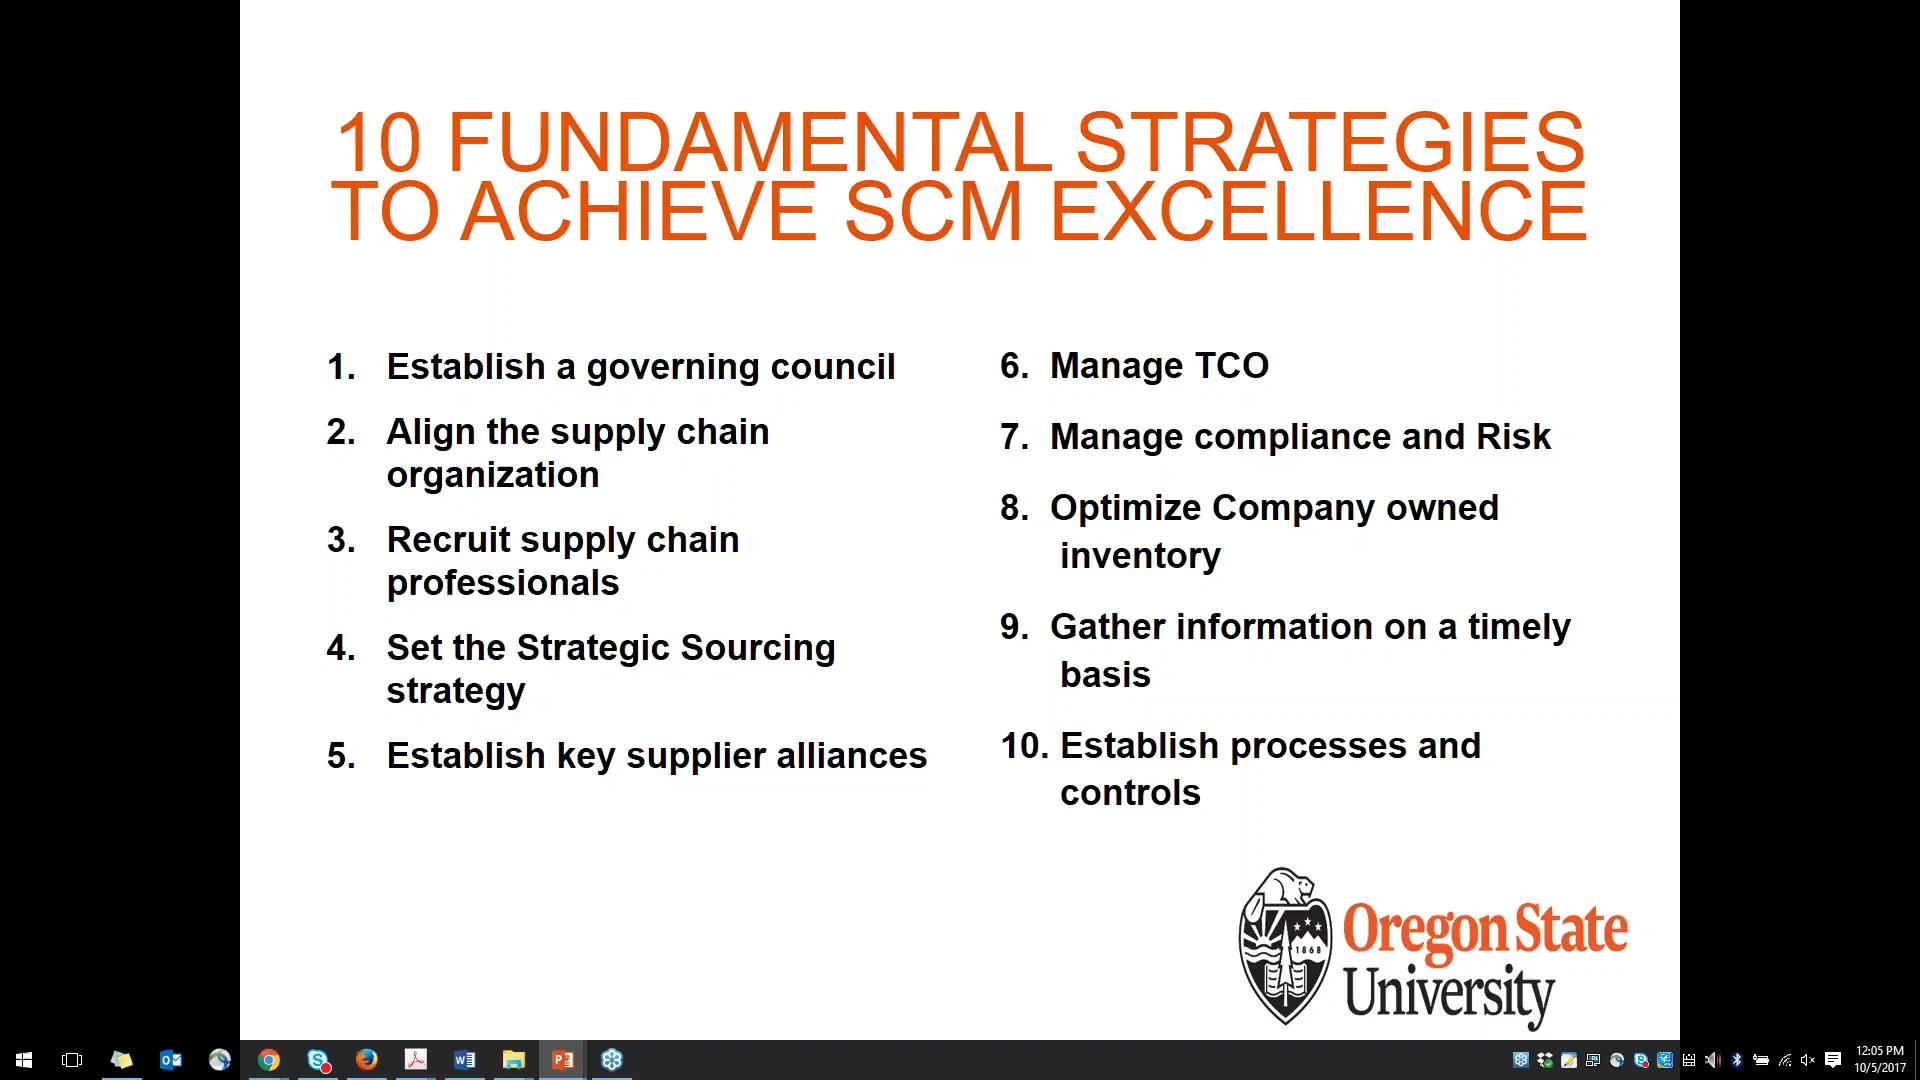 10 FUNDAMENTAL STRATEGIES
TO ACHIEVE SCM EXCELLENCE
1. Establish a governing council
2. Align the supply chain
organization
3. Recruit supply chain
professionals
4. Set the Strategic Sourcing
strategy
5. Establish key supplier alliances
6. Manage TCO
7. Manage compliance and Risk
8. Optimize Company owned
inventory
9. Gather information on a timely
basis
10. Establish processes and
controls
1868
Oregon State
University
12:05 PM
10/5/2017